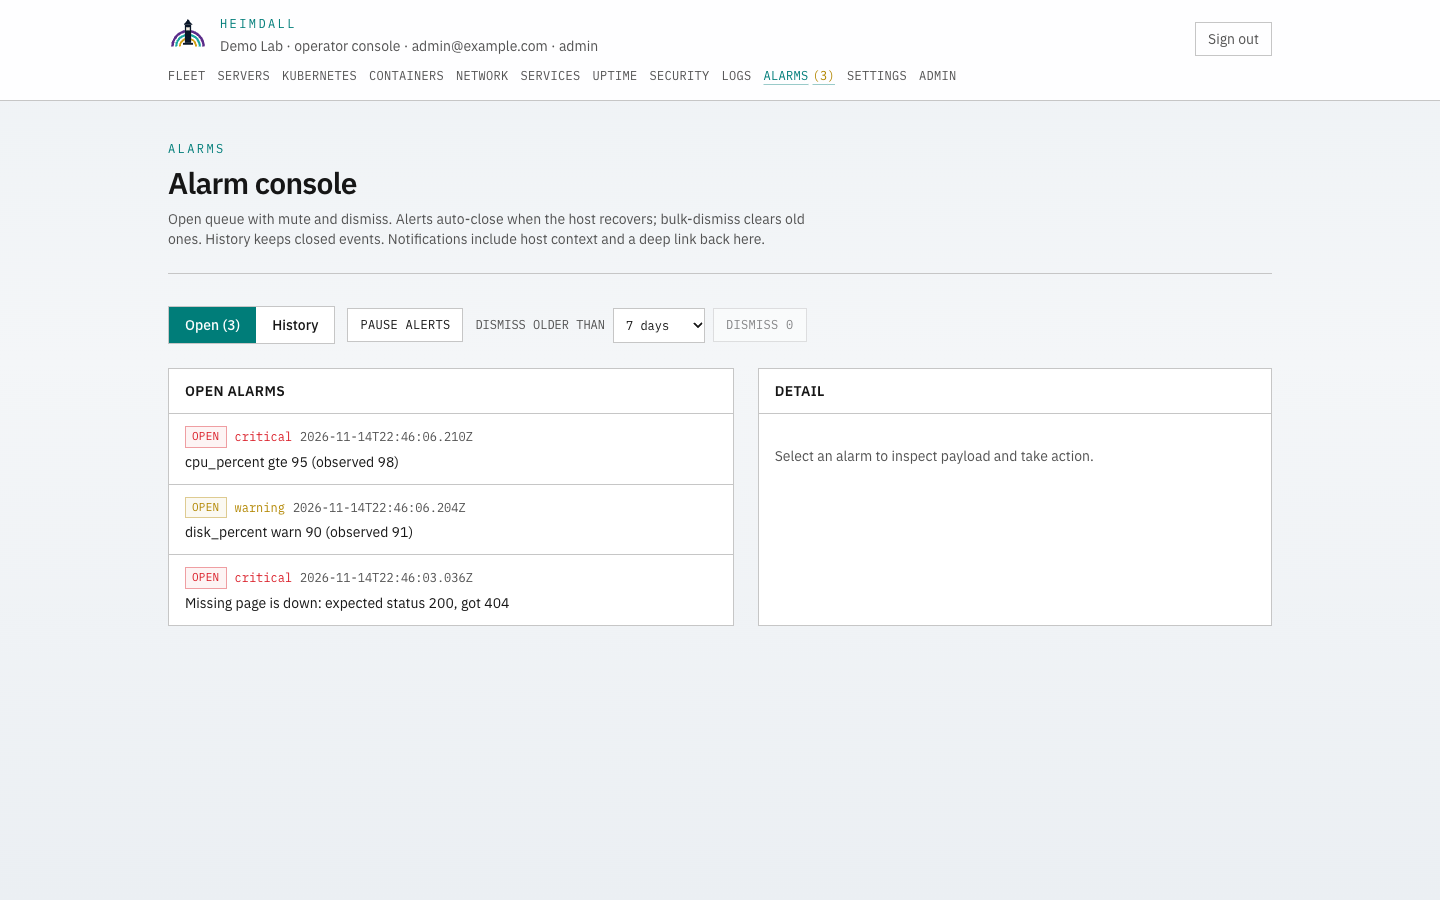 HEIMDALL
Demo Lab · operator console · admin@example.com · admin
Sign out
FLEET SERVERS KUBERNETES CONTAINERS NETWORK SERVICES UPTIME SECURITY LOGS ALARMS (3) SETTINGS ADMIN
ALARMS
Alarm console
Open queue with mute and dismiss. Alerts auto-close when the host recovers; bulk-dismiss clears old
ones. History keeps closed events. Notifications include host context and a deep link back here.
Open (3) History PAUSE ALERTS DISMISS OLDER THAN 7 days DISMISS 0
OPEN ALARMS
OPEN critical 2026-11-14T22:46:06.210Z
cpu_percent gte 95 (observed 98)
OPEN warning 2026-11-14T22:46:06.204Z
disk_percent warn 90 (observed 91)
OPEN critical 2026-11-14T22:46:03.036Z
Missing page is down: expected status 200, got 404
DETAIL
Select an alarm to inspect payload and take action.